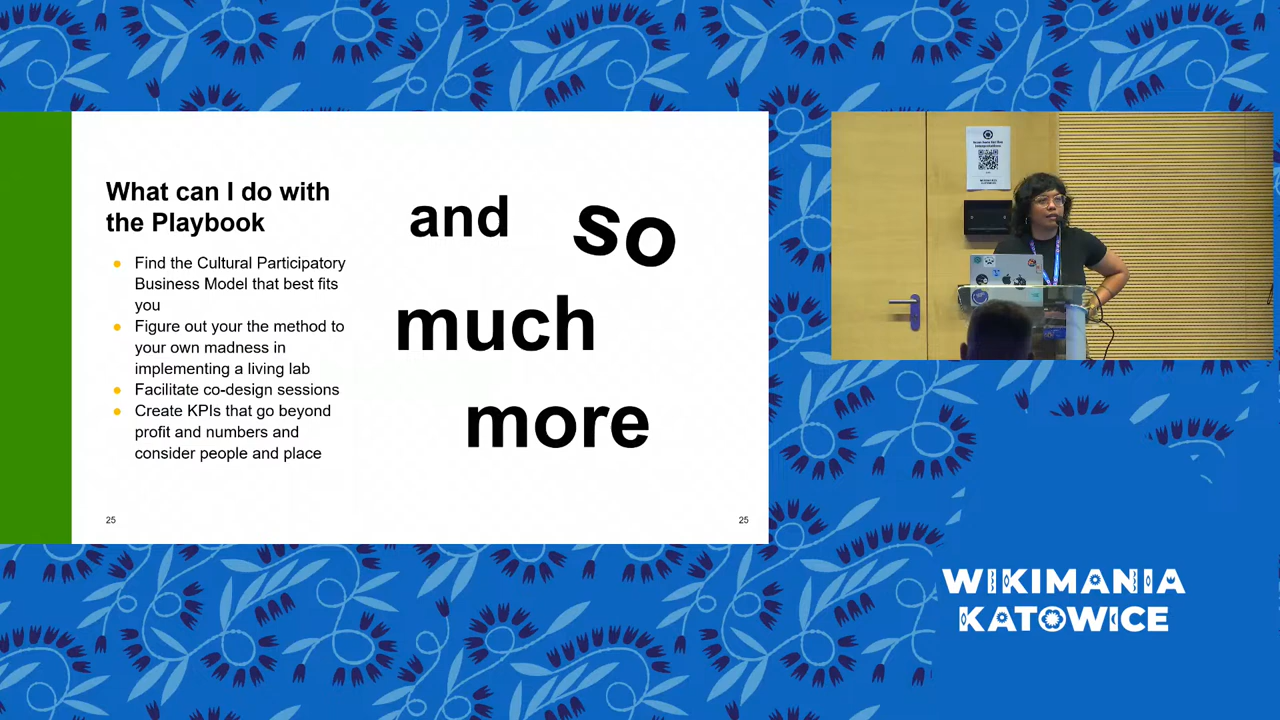 What can I do with
the Playbook
Find the Cultural Participatory
Business Model that best fits
you
Figure out your the method to
your own madness in
implementing a living lab
Facilitate co-design sessions
Create KPIs that go beyond
profit and numbers and
consider people and place
and so
much
more
25
25
WIKIMANIA
KATOWICE